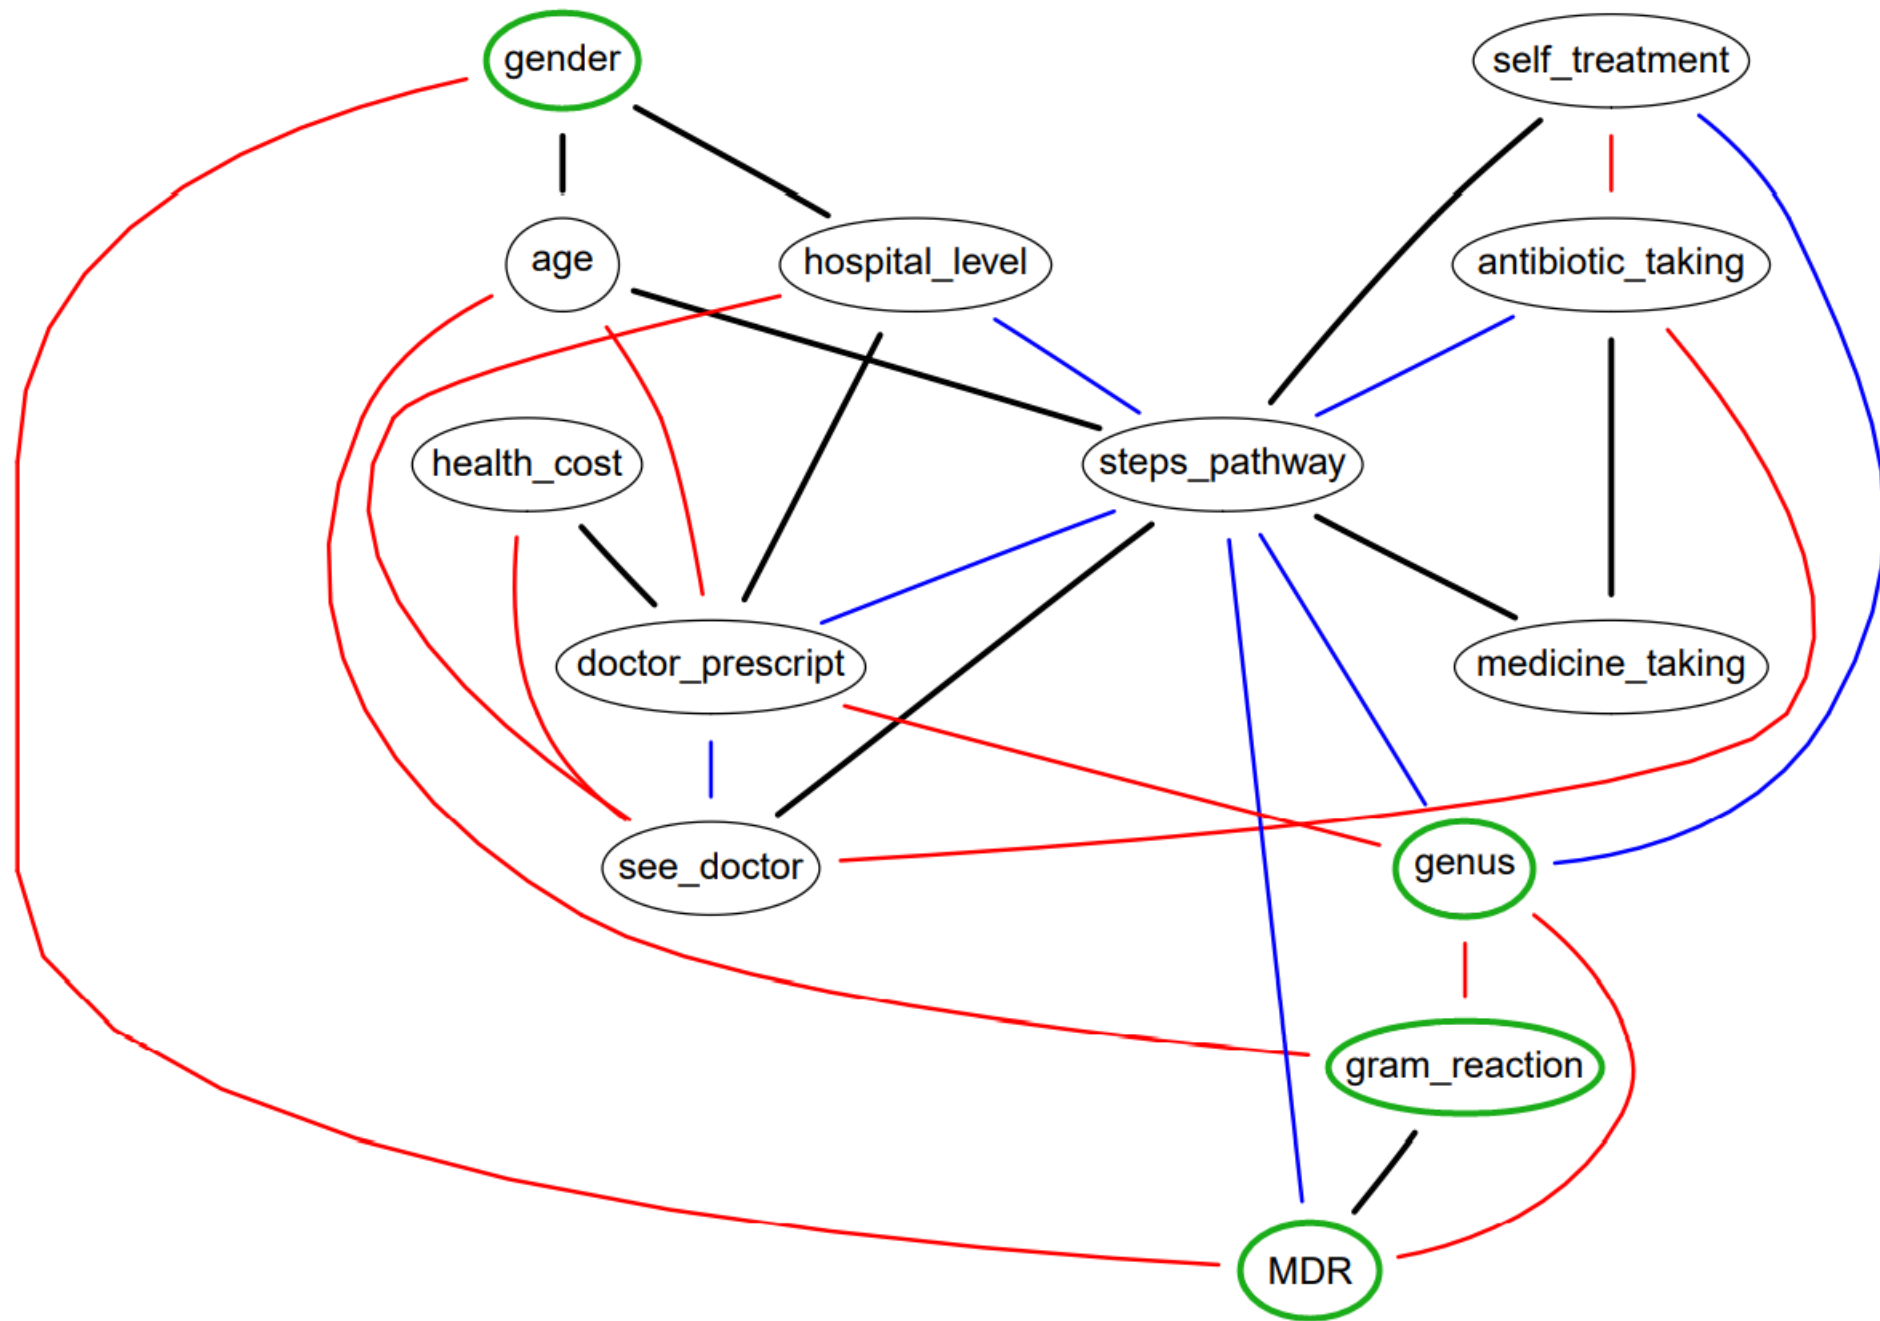 gender
self_treatment
age
hospital_level
antibiotic_taking
health_cost
steps_pathway
doctor_prescript
medicine_taking
see_doctor
genus
gram_reaction
MDR